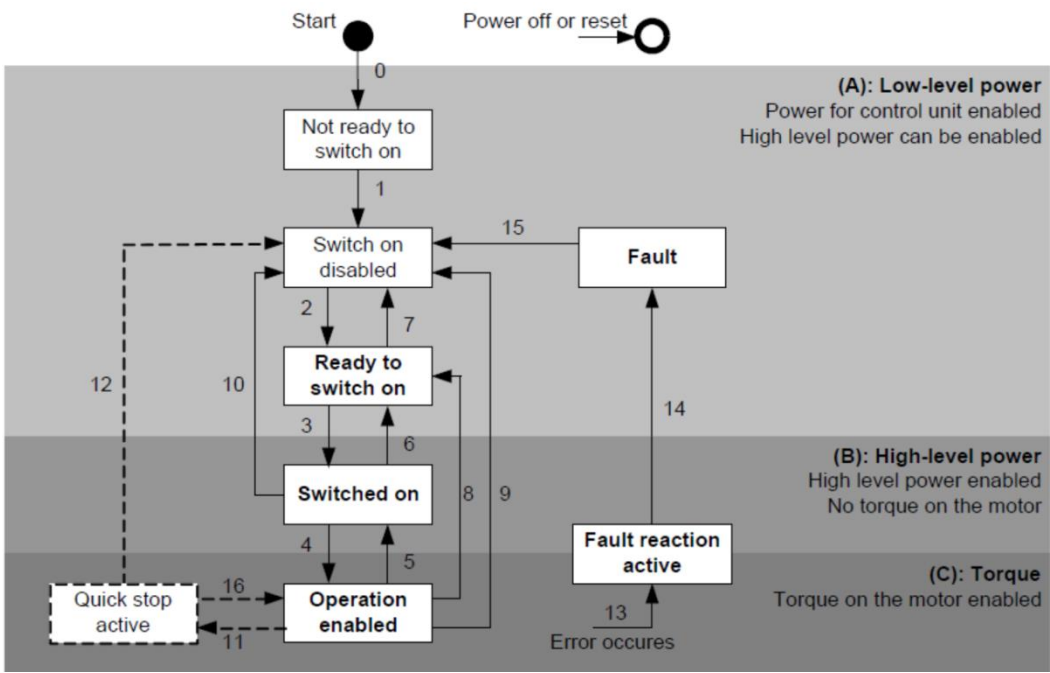 Start
Power off or reset
0
(A): Low-level power
Power for control unit enabled
High level power can be enabled
Not ready to
switch on
1
15
Switch on
disabled
Fault
2
7
Ready to
switch on
12
10
14
3
6
(B): High-level power
High level power enabled
No torque on the motor
Switched on
8
9
4
5
Fault reaction
active
(C): Torque
Torque on the motor enabled
Quick stop
active
16
11
Operation
enabled
13
Error occures